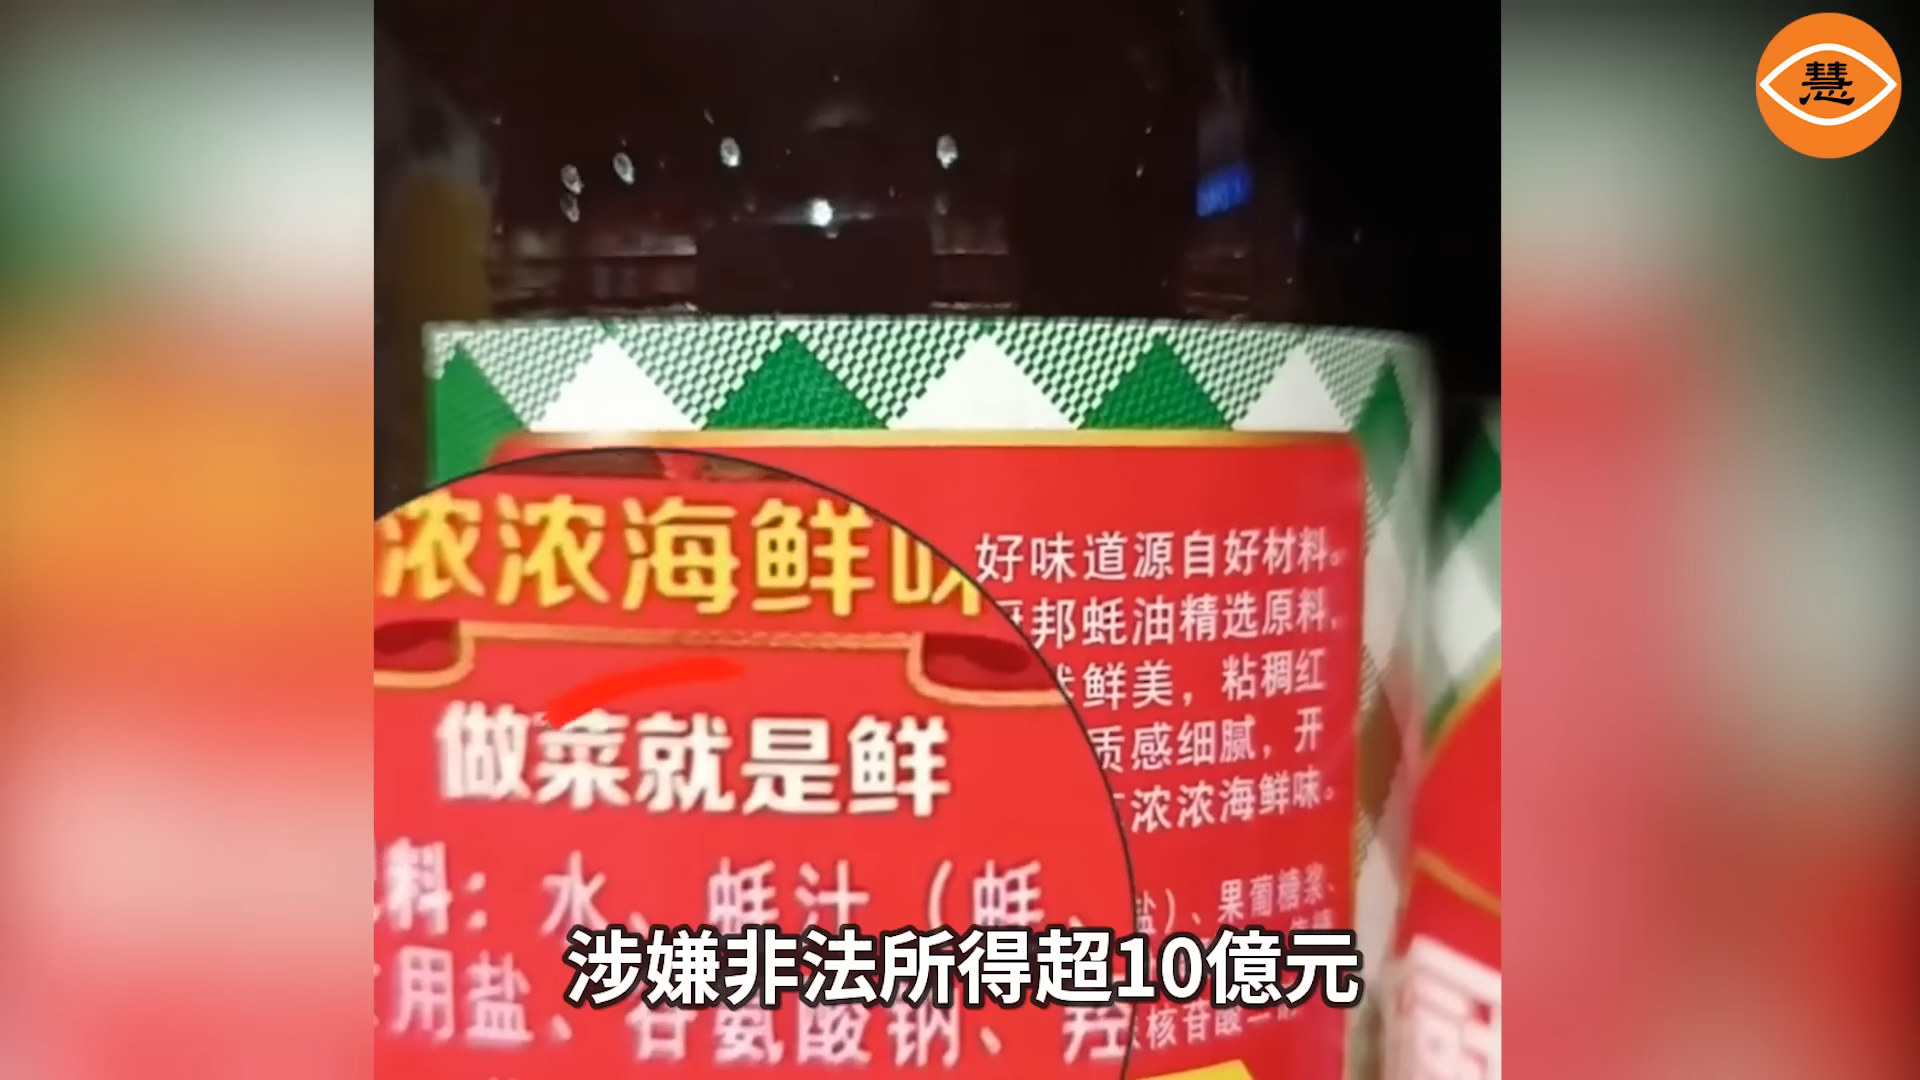 慧
浓浓海鲜味
做菜就是鲜
料：水、蚝汁（蚝、
用盐、谷氨酸钠、羟
好味道源自好材料。
邦蚝油精选原料，
鲜美，粘稠红
质感细腻，开
浓浓海鲜味。
盐）、果葡糖浆、
核苷酸二
涉嫌非法所得超10億元